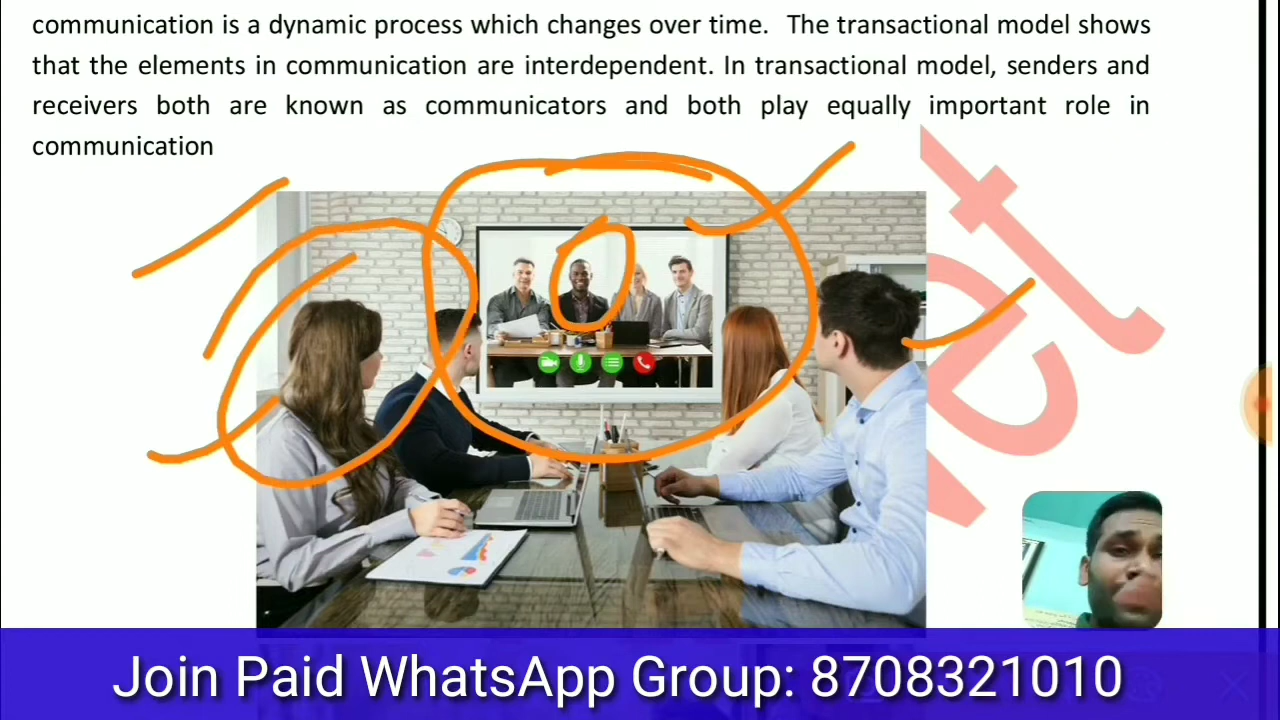 communication is a dynamic process which changes over time. The transactional model shows
that the elements in communication are interdependent. In transactional model, senders and
receivers both are known as communicators and both play equally important role in
communication
Join Paid WhatsApp Group: 8708321010